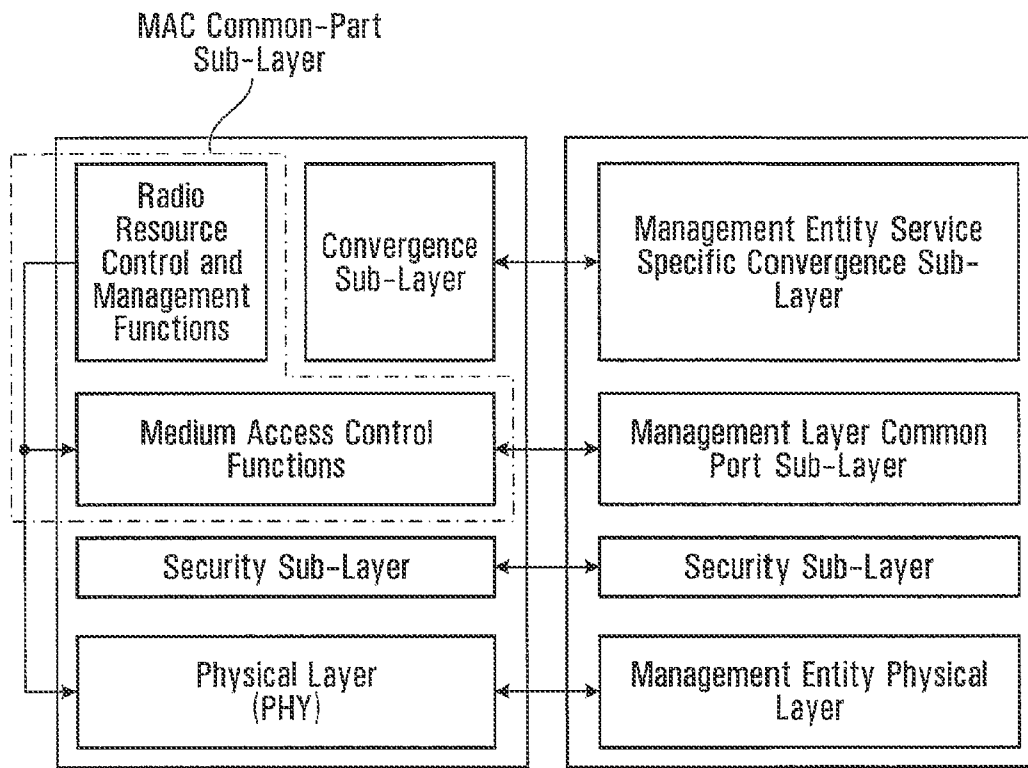 MAC Common-Part
Sub-Layer
Radio
Resource
Control and
Management
Functions
Convergence
Sub-Layer
Management Entity Service
Specific Convergence Sub-
Layer
Medium Access Control
Functions
Management Layer Common
Port Sub-Layer
Security Sub-Layer
Security Sub-Layer
Physical Layer
(PHY)
Management Entity Physical
Layer